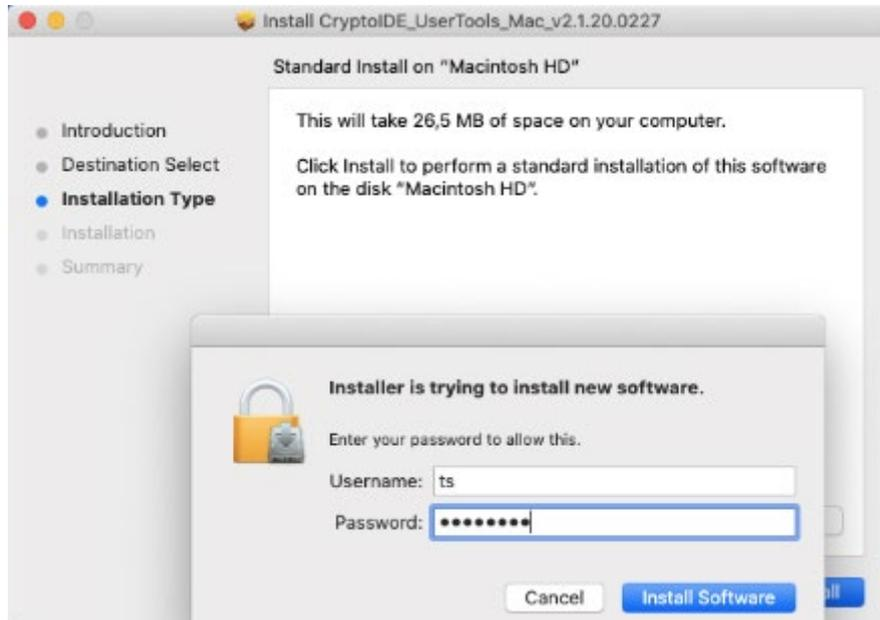 Install CryptoIDE_UserTools_Mac_v2.1.20.0227
Standard Install on "Macintosh HD"
Introduction
Destination Select
Installation Type
Installation
Summary
This will take 26,5 MB of space on your computer.
Click Install to perform a standard installation of this software
on the disk "Macintosh HD".
Installer is trying to install new software.
Enter your password to allow this.
Username: ts
Password: ••••••••
Cancel
Install Software
all